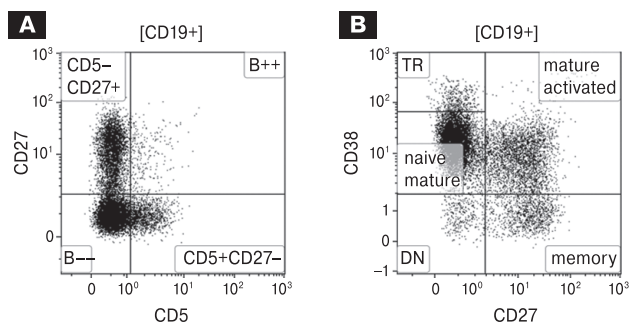 A
[CD19+]
CD5–
CD27+
B++
B––
CD5+CD27–
10³
10²
10¹
0
CD27
0
10⁰
10¹
10²
10³
CD5
B
[CD19+]
TR
mature
activated
naive
mature
DN
memory
10³
10²
10¹
1
0
–1
CD38
0
10⁰
10¹
10²
10³
CD27